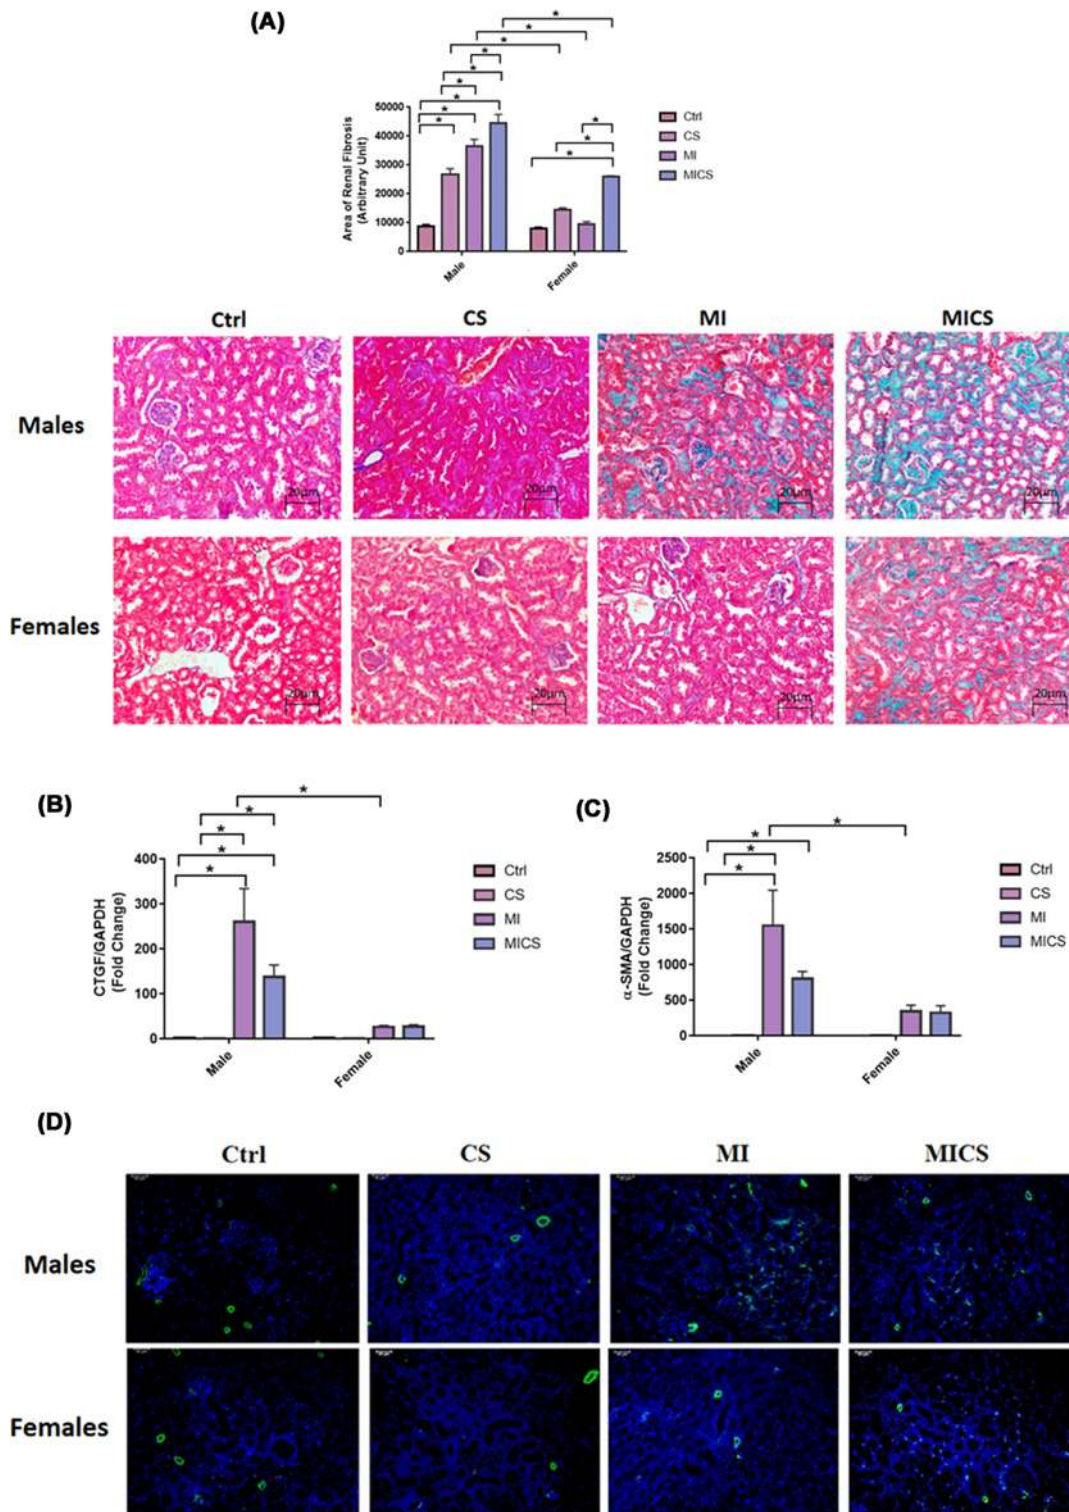 (A)
* * * * * * * * *
* * *
Area of Renal Fibrosis
(Arbitrary Unit)
50000
40000
30000
20000
10000
0
Male
Female
Ctrl
CS
MI
MICS
Ctrl CS MI MICS
Males
20µm 20µm 20µm 20µm
Females
20µm 20µm 20µm 20µm
(B)
* * * * *
CTGF/GAPDH
(Fold Change)
400
300
200
100
0
Male
Female
Ctrl
CS
MI
MICS
(C)
* * * *
α-SMA/GAPDH
(Fold Change)
2500
2000
1500
1000
500
0
Male
Female
Ctrl
CS
MI
MICS
(D)
Ctrl CS MI MICS
Males
Females